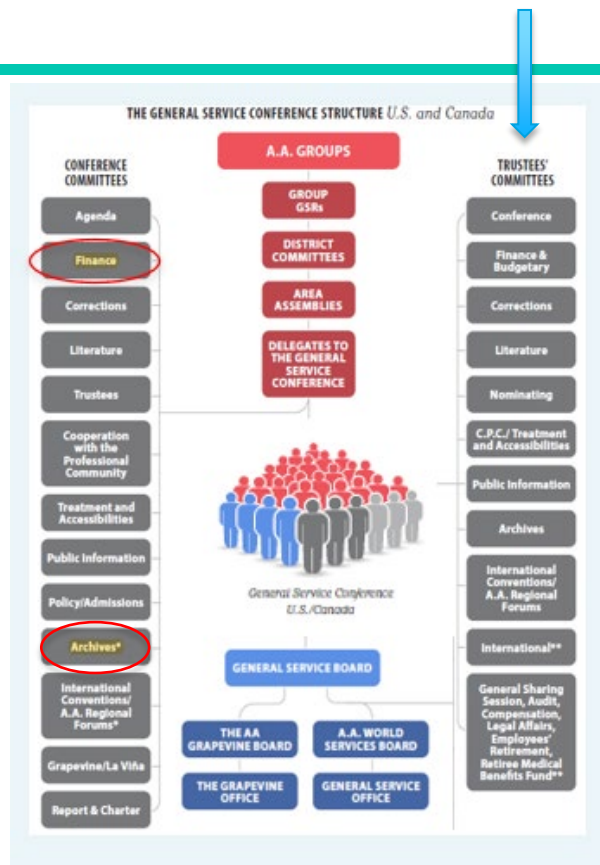 THE GENERAL SERVICE CONFERENCE STRUCTURE U.S. and Canada
CONFERENCE
COMMITTEES
Agenda
Finance
Corrections
Literature
Trustees
Cooperation
with the
Professional
Community
Treatment and
Accessibilities
Public Information
Policy/Admissions
Archives*
International
Conventions/
A.A. Regional
Forums*
Grapevine/La Viña
Report & Charter
A.A. GROUPS
GROUP
GSRs
DISTRICT
COMMITTEES
AREA
ASSEMBLIES
DELEGATES TO
THE GENERAL
SERVICE
CONFERENCE
General Service Conference
U.S./Canada
GENERAL SERVICE BOARD
THE AA
GRAPEVINE BOARD
A.A. WORLD
SERVICES BOARD
THE GRAPEVINE
OFFICE
GENERAL SERVICE
OFFICE
TRUSTEES'
COMMITTEES
Conference
Finance &
Budgetary
Corrections
Literature
Nominating
C.P.C./ Treatment
and Accessibilities
Public Information
Archives
International
Conventions/
A.A. Regional
Forums
International**
General Sharing
Session, Audit,
Compensation,
Legal Affairs,
Employees'
Retirement,
Retiree Medical
Benefits Fund**